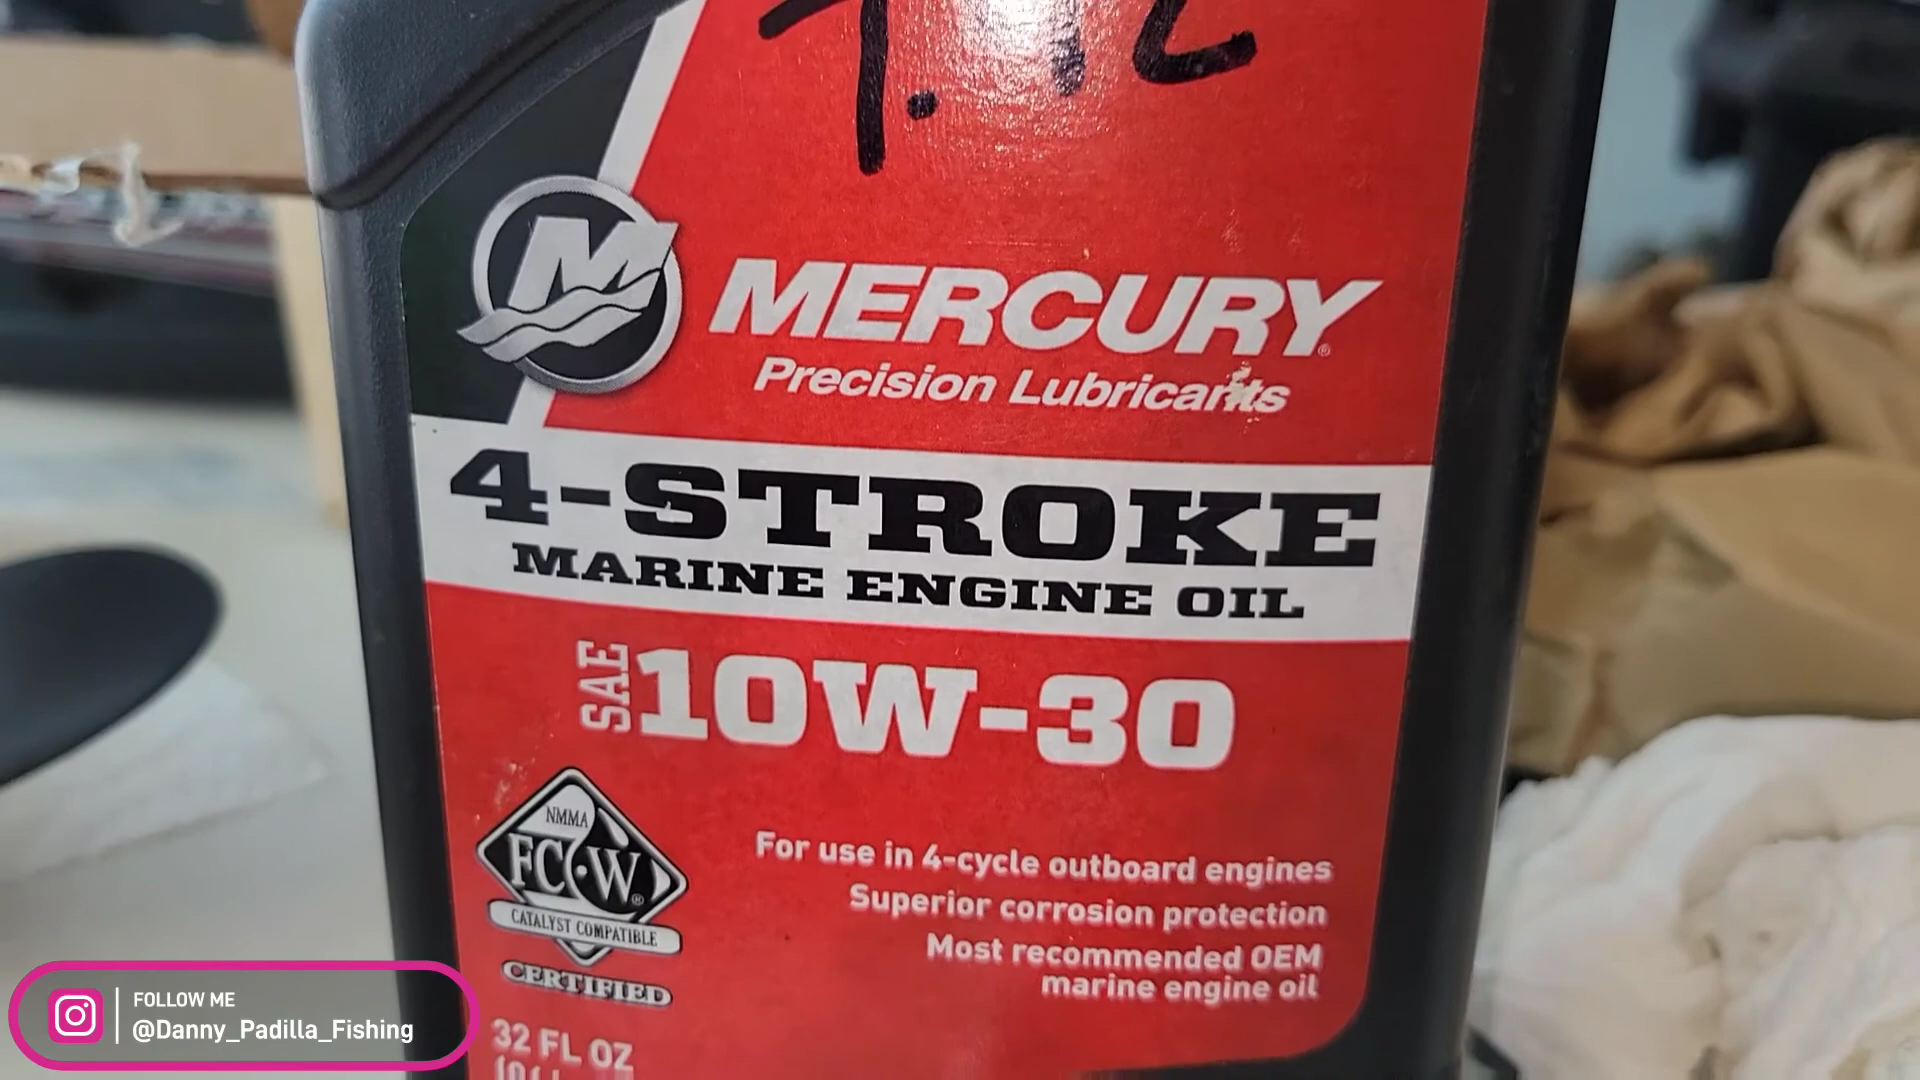 MERCURY
Precision Lubricants
4-STROKE
MARINE ENGINE OIL
SAE 10W-30
NMMA
FC-W®
CATALYST COMPATIBLE
CERTIFIED
For use in 4-cycle outboard engines
Superior corrosion protection
Most recommended OEM
marine engine oil
32 FL OZ
FOLLOW ME
@Danny_Padilla_Fishing